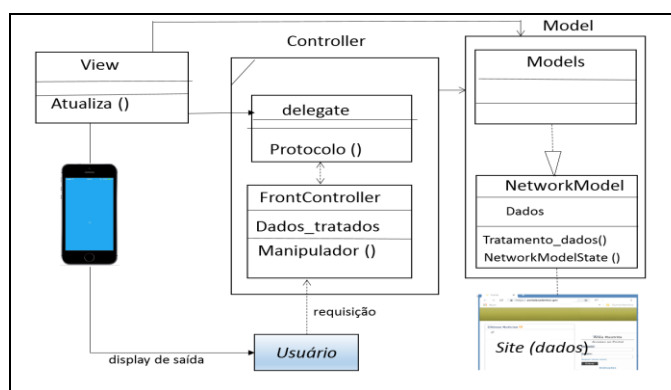 Controller
Model
View
Atualiza ()
delegate
Protocolo ()
FrontController
Dados_tratados
Manipulador ()
Models
NetworkModel
Dados
Tratamento_dados()
NetworkModelState ()
requisição
Usuário
display de saída
Site (dados)